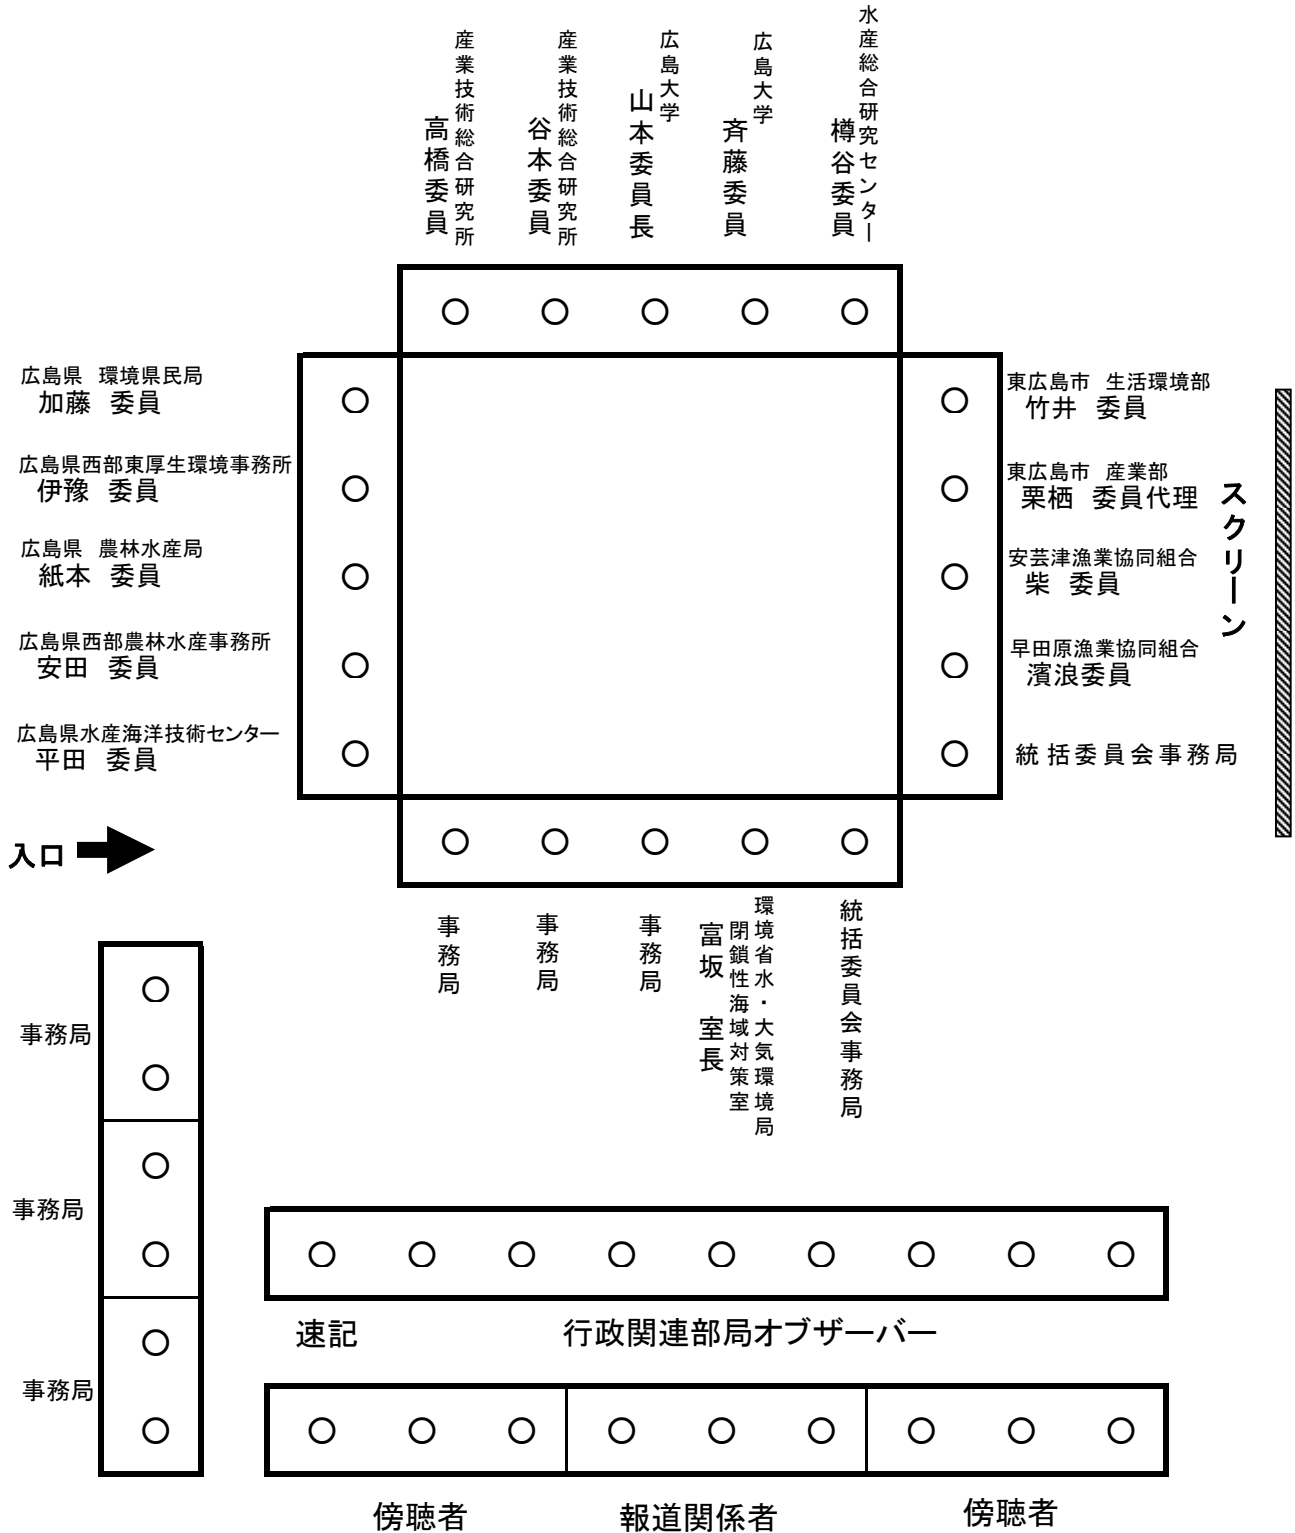 産業技術総合研究所
高橋委員
産業技術総合研究所
谷本委員
広島大学
山本委員長
広島大学
斉藤委員
水産総合研究センター
樽谷委員
広島県　環境県民局
加藤　委員
広島県西部東厚生環境事務所
伊豫　委員
広島県　農林水産局
紙本　委員
広島県西部農林水産事務所
安田　委員
広島県水産海洋技術センター
平田　委員
東広島市　生活環境部
竹井　委員
東広島市　産業部
栗栖　委員代理
安芸津漁業協同組合
柴　委員
早田原漁業協同組合
濱浪委員
統括委員会事務局
スクリーン
入口
事務局
事務局
事務局
環境省水・大気環境局
閉鎖性海域対策室
富坂　室長
統括委員会事務局
事務局
事務局
事務局
速記
行政関連部局オブザーバー
傍聴者
報道関係者
傍聴者